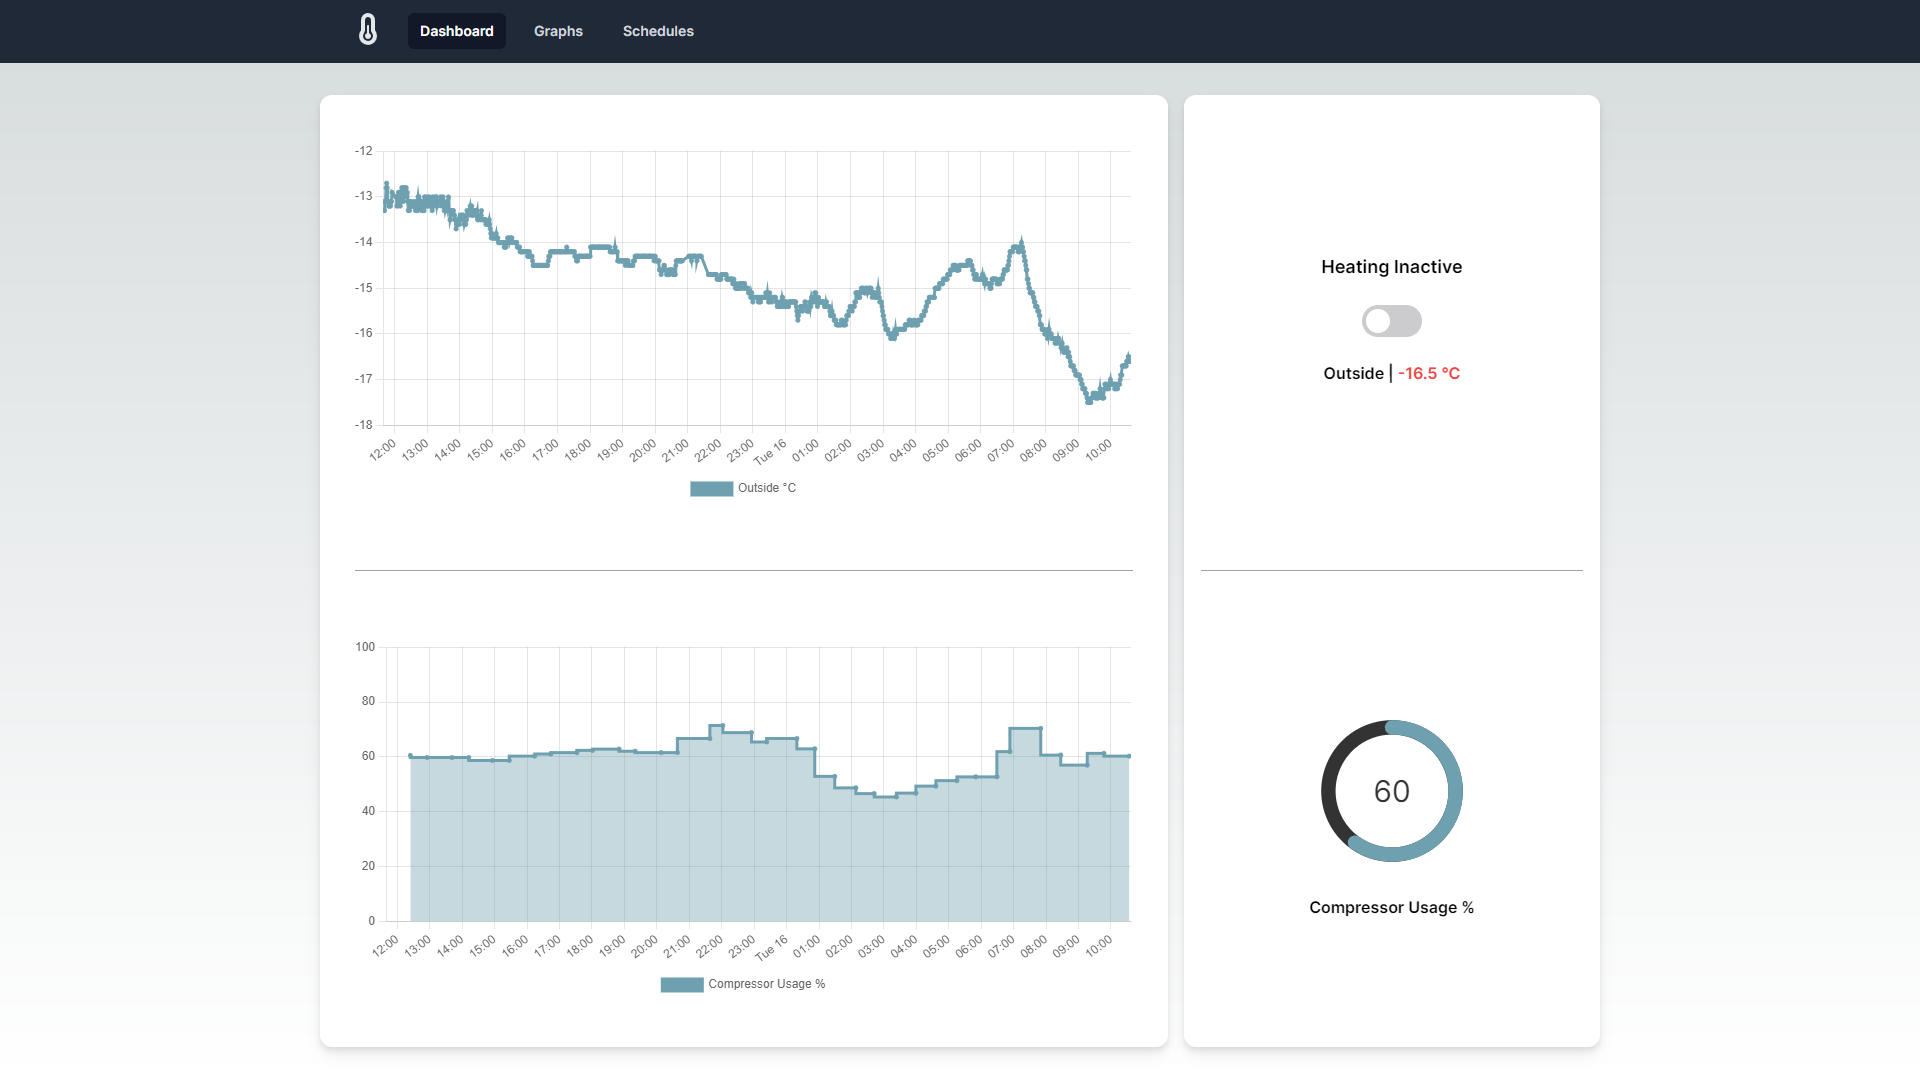 Dashboard Graphs Schedules
-12
-13
-14
-15
-16
-17
-18
12:00 13:00 14:00 15:00 16:00 17:00 18:00 19:00 20:00 21:00 22:00 23:00 Tue 16 01:00 02:00 03:00 04:00 05:00 06:00 07:00 08:00 09:00 10:00
Outside °C
Heating Inactive
Outside | -16.5 °C
100
80
60
40
20
0
12:00 13:00 14:00 15:00 16:00 17:00 18:00 19:00 20:00 21:00 22:00 23:00 Tue 16 01:00 02:00 03:00 04:00 05:00 06:00 07:00 08:00 09:00 10:00
Compressor Usage %
60
Compressor Usage %